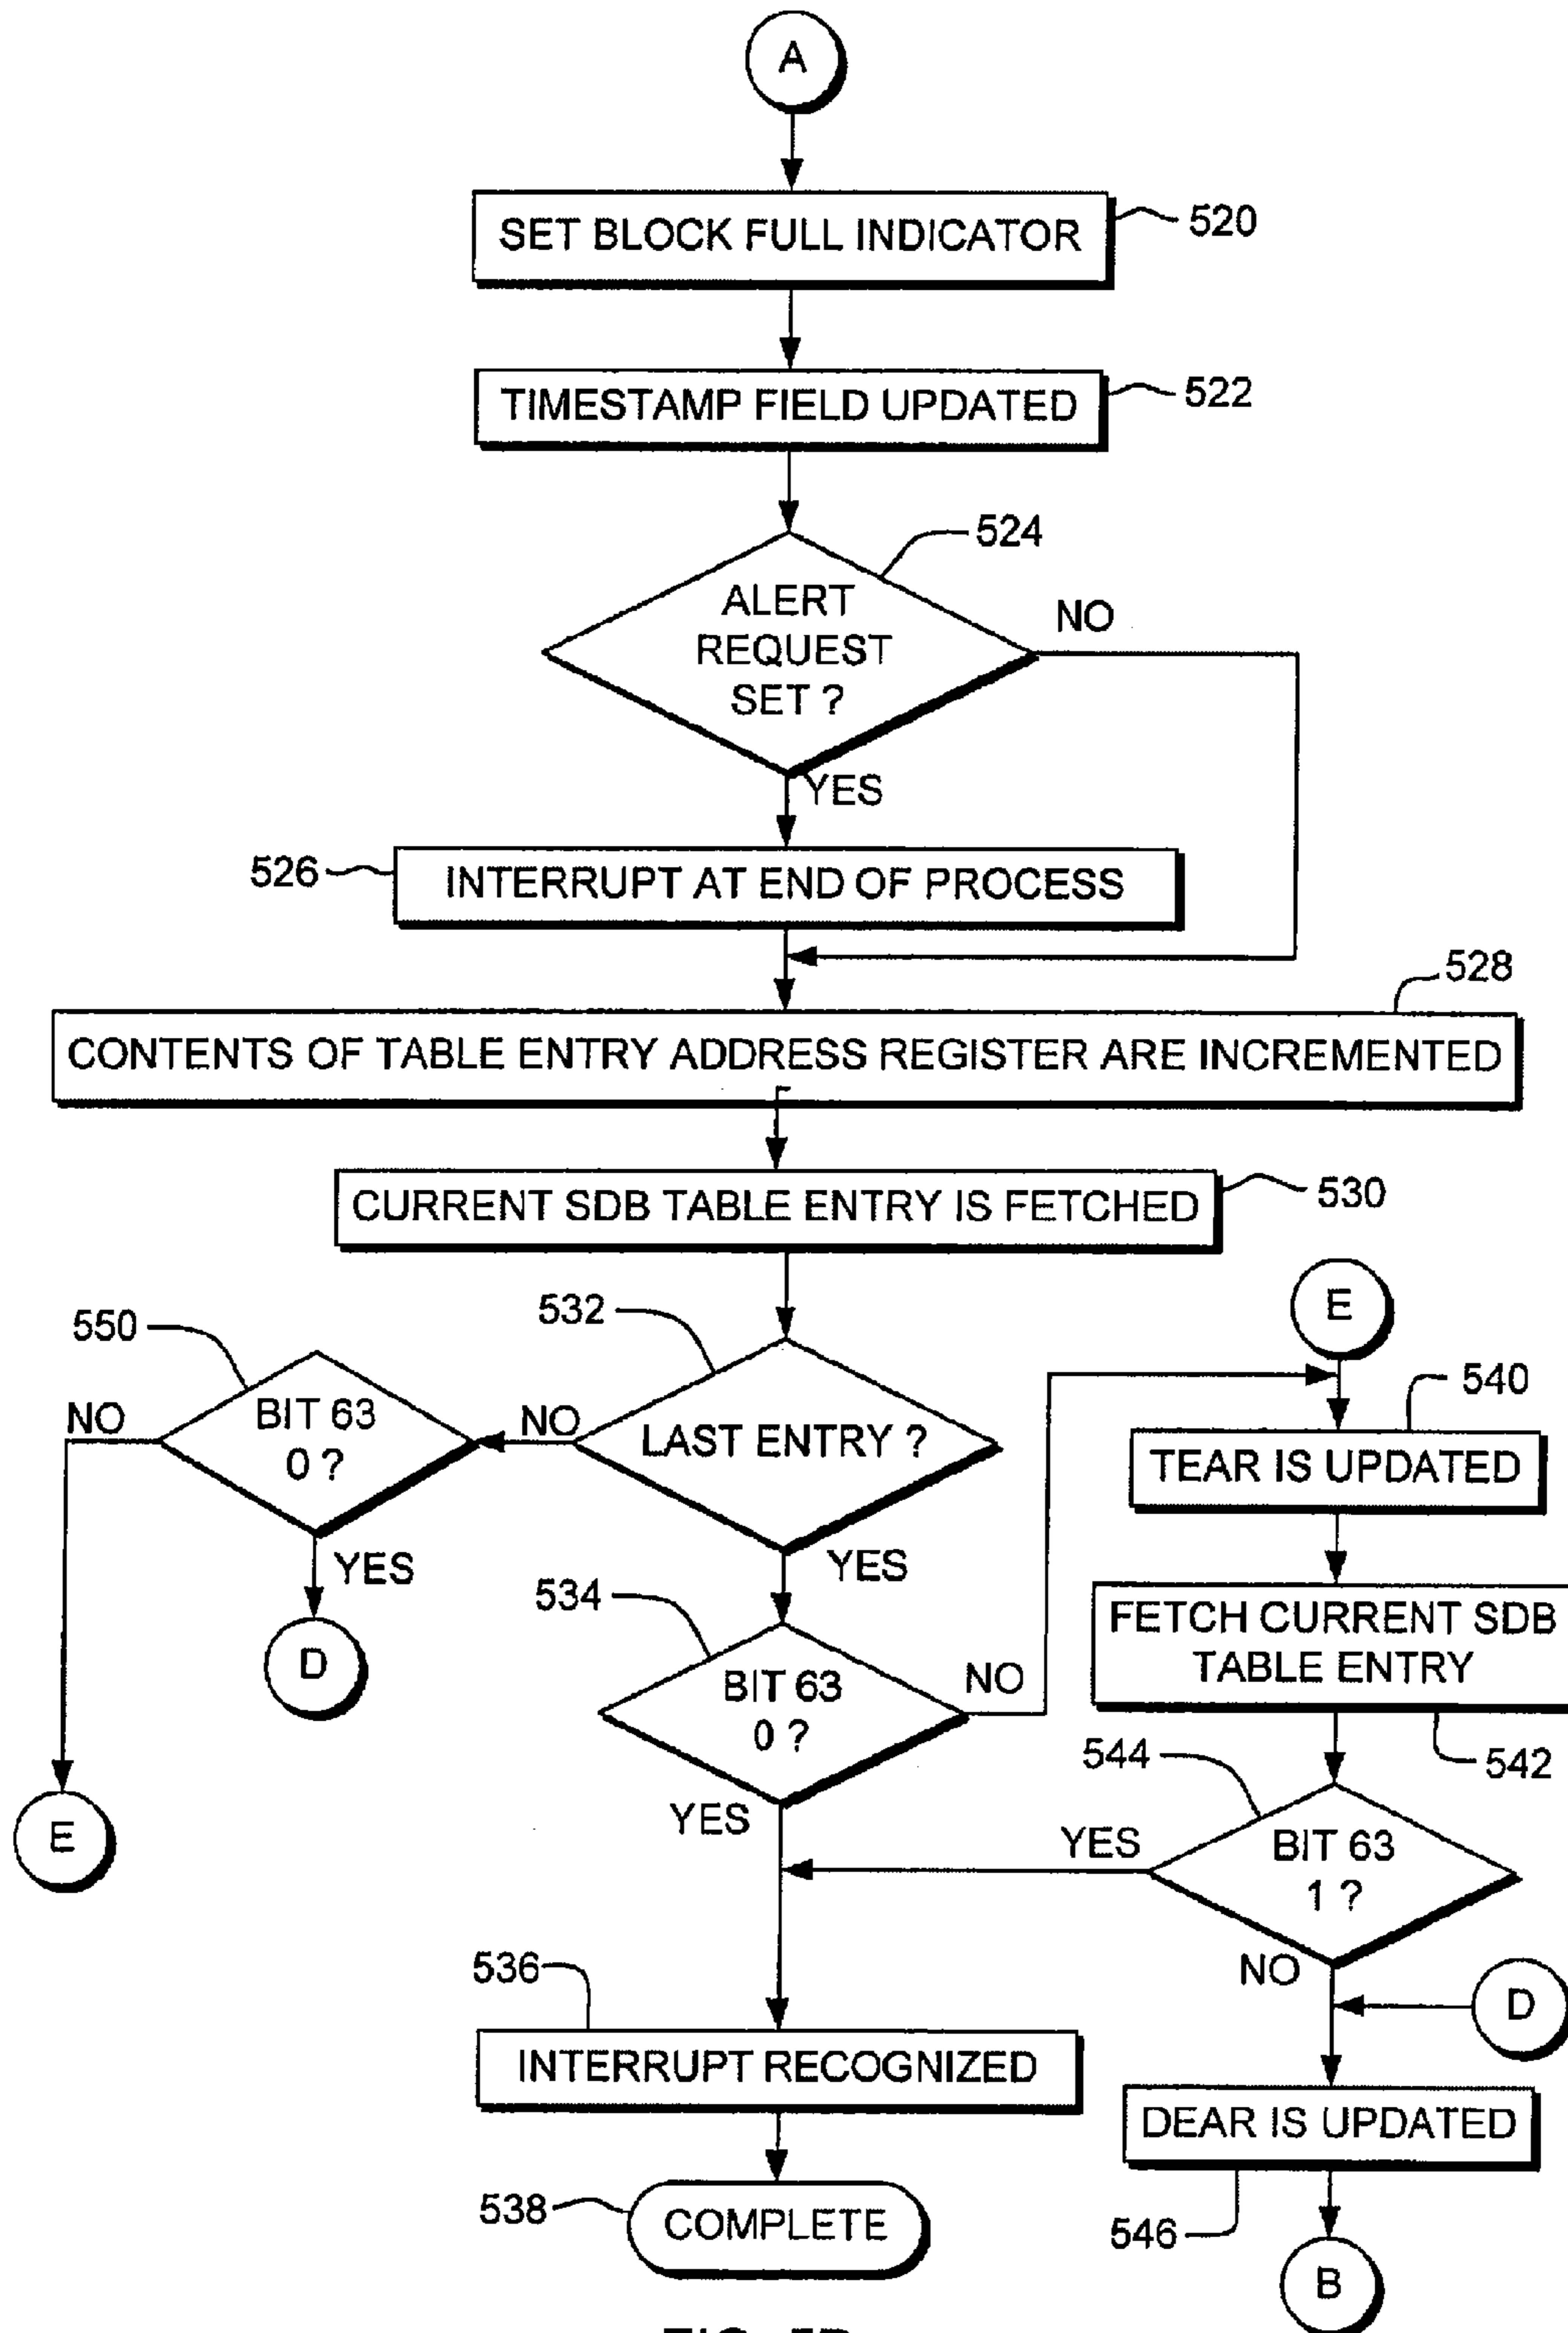 A
SET BLOCK FULL INDICATOR
520
TIMESTAMP FIELD UPDATED
522
524
ALERT
REQUEST
SET ?
NO
YES
526
INTERRUPT AT END OF PROCESS
528
CONTENTS OF TABLE ENTRY ADDRESS REGISTER ARE INCREMENTED
CURRENT SDB TABLE ENTRY IS FETCHED
530
E
550
532
540
NO
BIT 63
0 ?
NO
LAST ENTRY ?
TEAR IS UPDATED
YES
YES
D
534
BIT 63
0 ?
NO
FETCH CURRENT SDB
TABLE ENTRY
542
544
E
YES
YES
BIT 63
1 ?
NO
536
D
INTERRUPT RECOGNIZED
DEAR IS UPDATED
538
COMPLETE
546
B